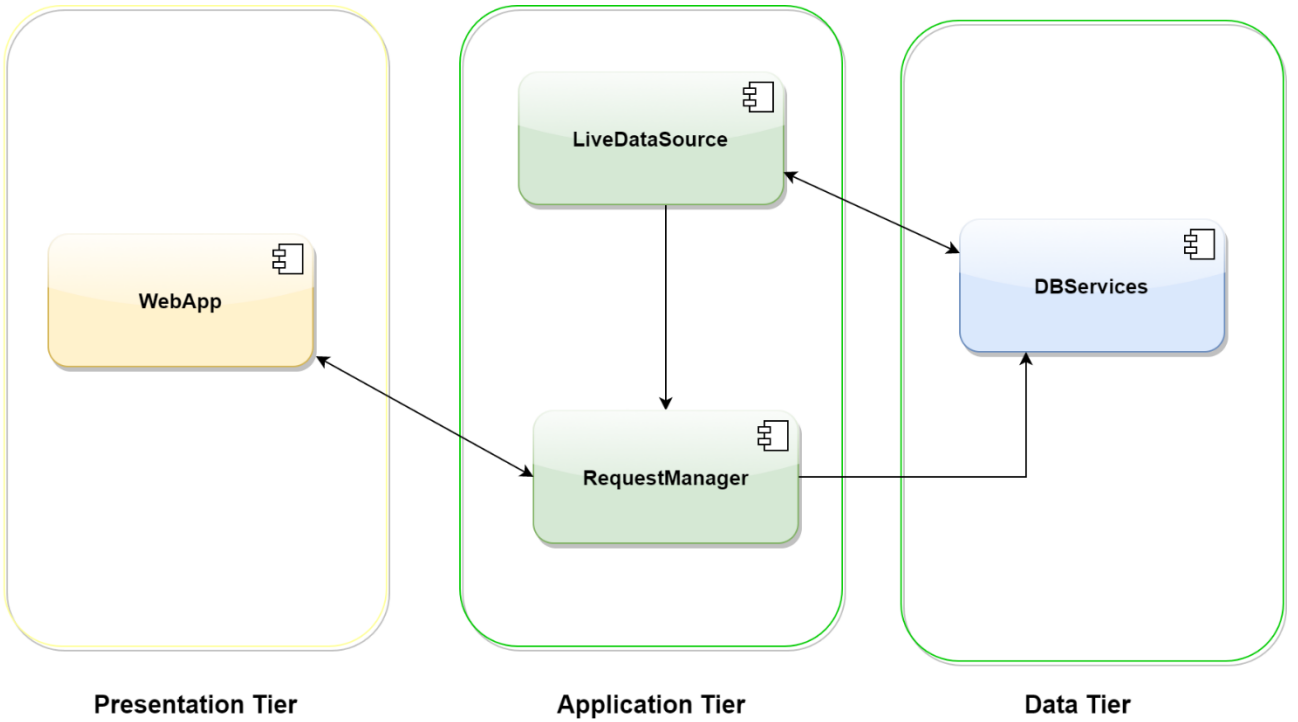 LiveDataSource
WebApp
DBServices
RequestManager
Presentation Tier
Application Tier
Data Tier